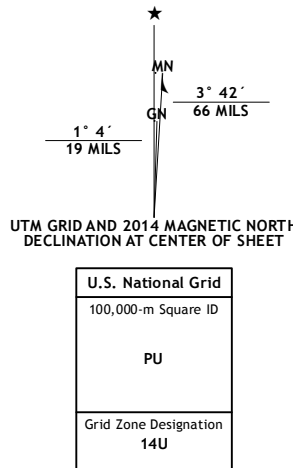 ★
MN
GN
3° 42´
66 MILS
1° 4´
19 MILS
UTM GRID AND 2014 MAGNETIC NORTH
DECLINATION AT CENTER OF SHEET
U.S. National Grid
100,000-m Square ID
PU
Grid Zone Designation
14U